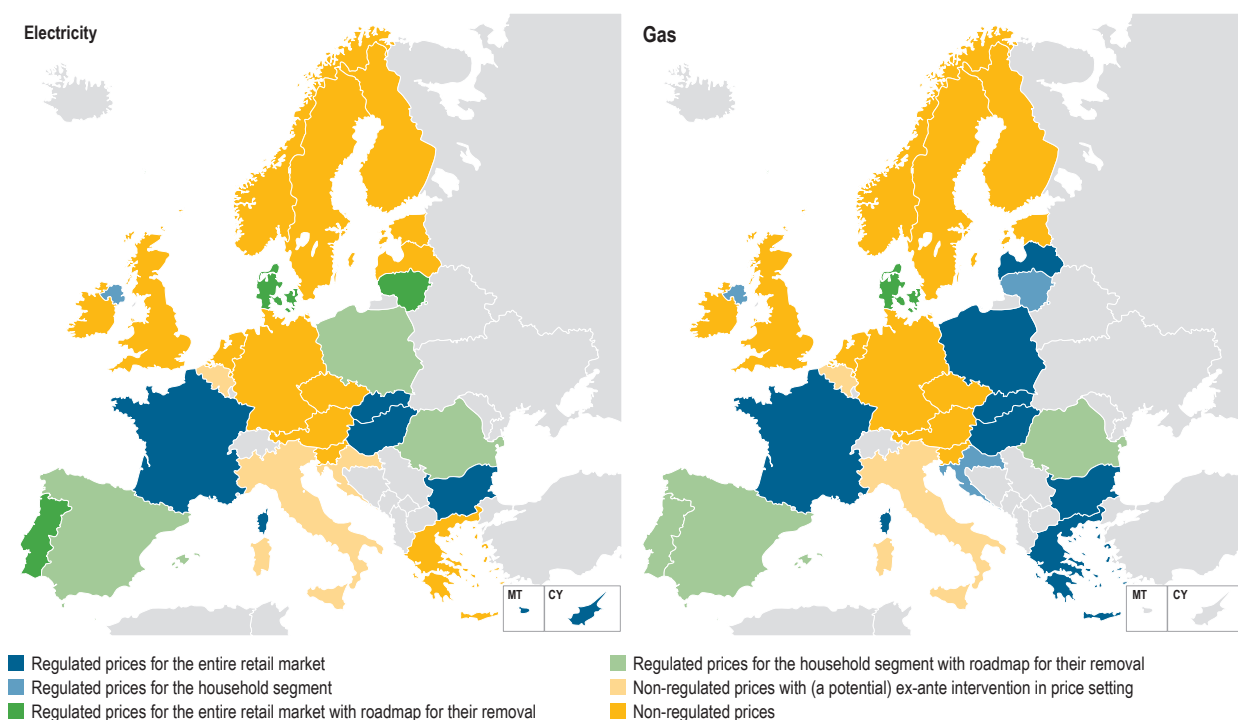 Electricity
Gas
MT
CY
MT
CY
Regulated prices for the entire retail market
Regulated prices for the household segment
Regulated prices for the entire retail market with roadmap for their removal
Regulated prices for the household segment with roadmap for their removal
Non-regulated prices with (a potential) ex-ante intervention in price setting
Non-regulated prices